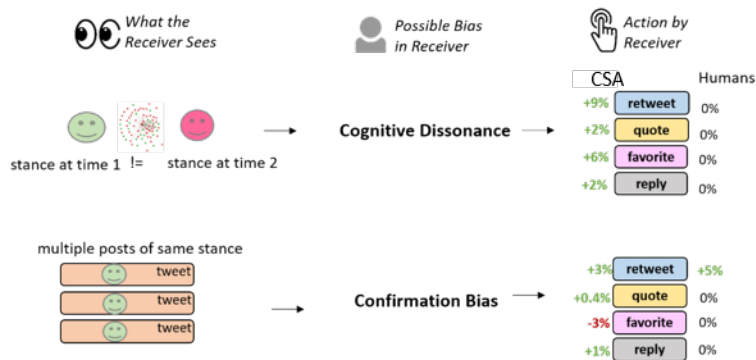 What the
Receiver Sees
Possible Bias
in Receiver
Action by
Receiver
CSA
Humans
+9% retweet 0%
+2% quote 0%
+6% favorite 0%
+2% reply 0%
stance at time 1 != stance at time 2
Cognitive Dissonance
multiple posts of same stance
tweet
tweet
tweet
Confirmation Bias
+3% retweet +5%
+0.4% quote 0%
-3% favorite 0%
+1% reply 0%